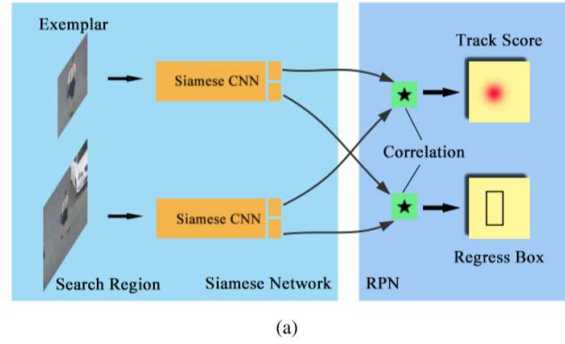 Exemplar
Track Score
Siamese CNN
Correlation
Siamese CNN
Regress Box
Search Region
Siamese Network
RPN
(a)